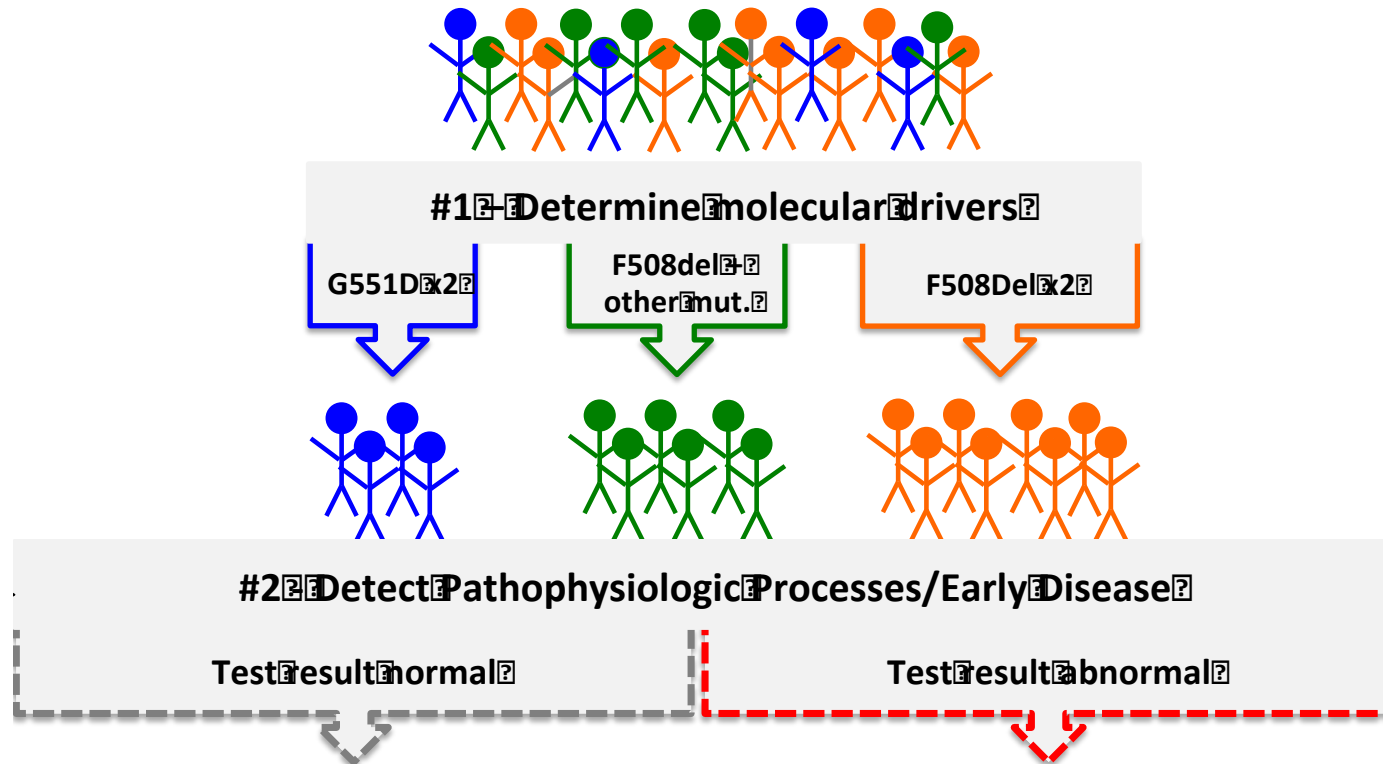 #1 – Determine molecular drivers
G551D x2
F508del +
other mut.
F508Del x2
#2 - Detect Pathophysiologic Processes/Early Disease
Test result normal
Test result abnormal